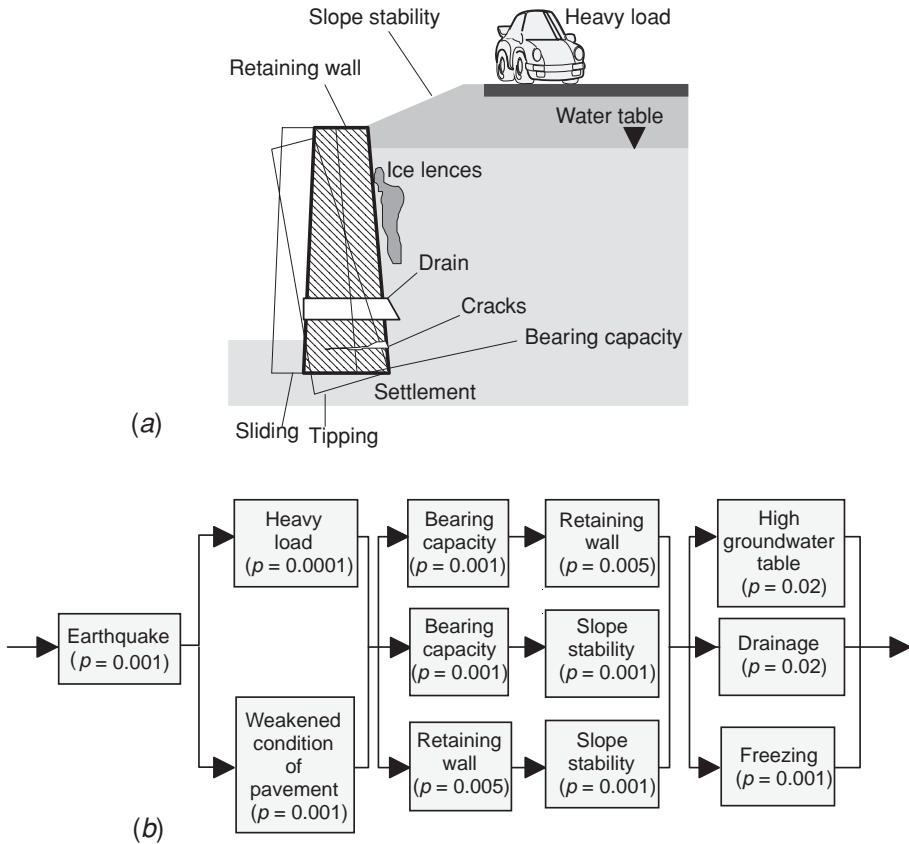 Slope stability
Heavy load
Retaining wall
Water table
Ice lences
Drain
Cracks
Bearing capacity
Settlement
(a)
Sliding
Tipping
Earthquake
(p = 0.001)
Heavy
load
(p = 0.0001)
Weakened
condition
of
pavement
(p = 0.001)
Bearing
capacity
(p = 0.001)
Retaining
wall
(p = 0.005)
Bearing
capacity
(p = 0.001)
Slope
stability
(p = 0.001)
Retaining
wall
(p = 0.005)
Slope
stability
(p = 0.001)
High
groundwater
table
(p = 0.02)
Drainage
(p = 0.02)
Freezing
(p = 0.001)
(b)